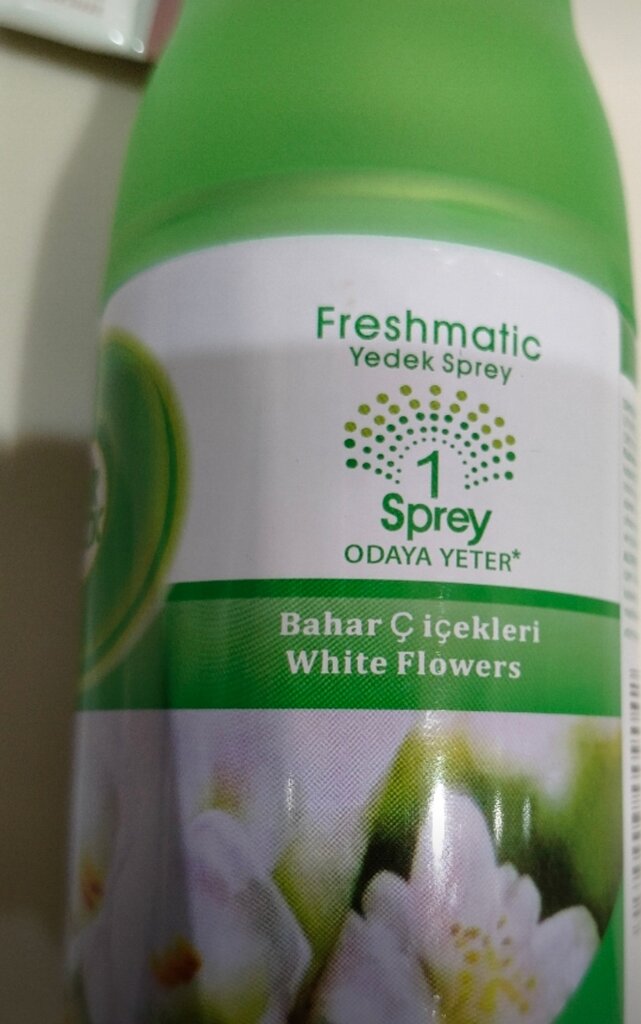 Freshmatic
Yedek Sprey
1
Sprey
ODAYA YETER*
Bahar Ç içekleri
White Flowers